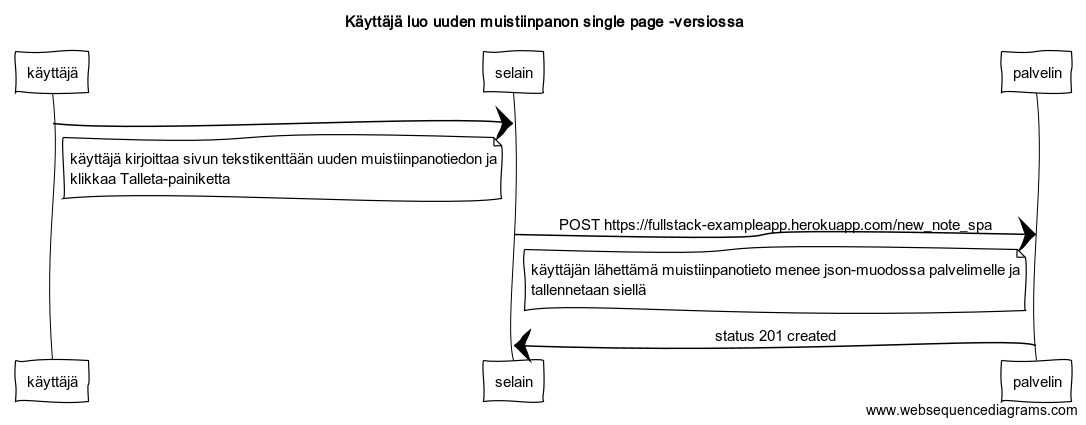 Käyttäjä luo uuden muistiinpanon single page -versiossa
käyttäjä
selain
palvelin
käyttäjä kirjoittaa sivun tekstikenttään uuden muistiinpanotiedon ja
klikkaa Talleta-painiketta
POST https://fullstack-exampleapp.herokuapp.com/new_note_spa
käyttäjän lähettämä muistiinpanotieto menee json-muodossa palvelimelle ja
tallennetaan siellä
status 201 created
käyttäjä
selain
palvelin
www.websequencediagrams.com